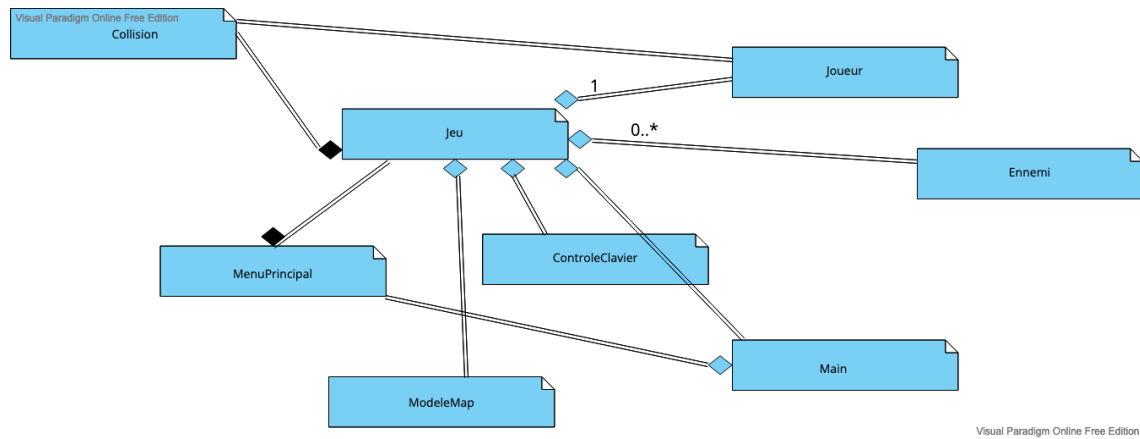 Visual Paradigm Online Free Edition
Collision
Joueur
1
Jeu
0..*
Ennemi
ControleClavier
MenuPrincipal
Main
ModeleMap
Visual Paradigm Online Free Edition